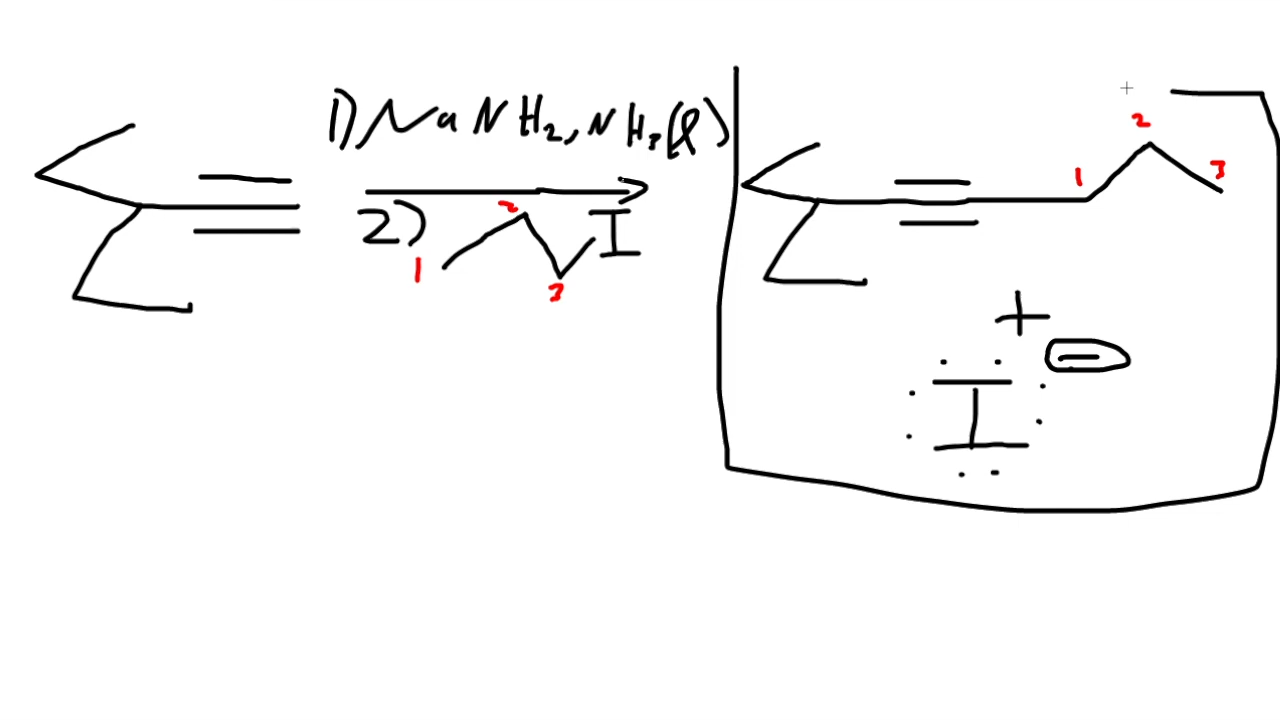 1) NaNH2, NH3(l)
2) 1 2 3 I
1 2 3
+
I −